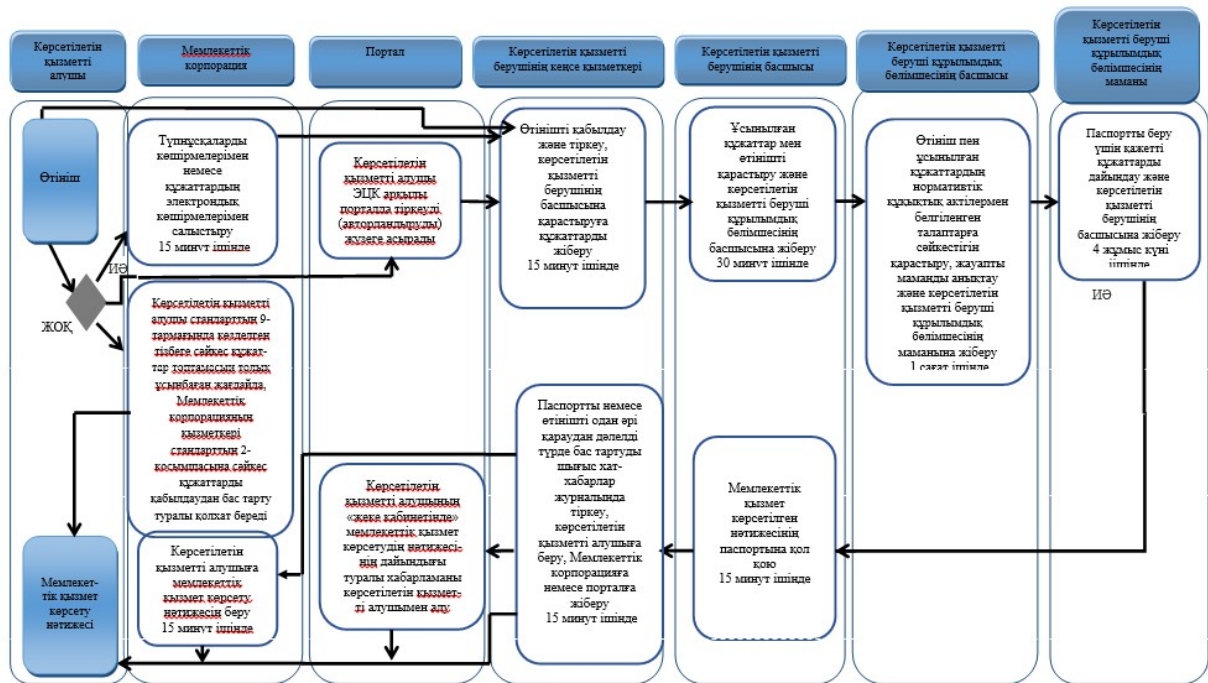 Көрсетілетін
қызметті
алушы
Мемлекеттік
корпорация
Портал
Көрсетілетін қызметті
берушінің кеңсе қызметкері
Көрсетілетін қызметті
берушінің басшысы
Көрсетілетін қызметті
беруші құрылымдық
бөлімшесінің басшысы
Көрсетілетін
қызметті беруші
құрылымдық
бөлімшесінің
маманы
Өтініш
ИӘ
ЖОҚ
Түпнұсқаларды
көшірмелерімен
немесе
құжаттардың
электрондық
көшірмелерімен
салыстыру
15 минут ішінде
Көрсетілетін
қызметті алушы
ЭЦК арқылы
порталда тіркеуді
(авторландыруды)
жүзеге асыралы
Өтінішті қабылдау
және тіркеу,
көрсетілетін
қызметті
берушінің
басшысына
қарастыруға
құжаттарды
жіберу
15 минут ішінде
Ұсынылған
құжаттар мен
өтінішті
қарастыру және
көрсетілетін
қызметті беруші
құрылымдық
бөлімшесінің
басшысына жіберу
30 минут ішінде
Өтініш пен
ұсынылған
құжаттардың
нормативтік
құқықтық актілермен
белгіленген
талаптарға
сәйкестігін
қарастыру, жауапты
маманды анықтау
және көрсетілетін
қызметті беруші
құрылымдық
бөлімшесінің
маманына жіберу
1 сағат ішінде
Паспортты беру
үшін қажетті
құжаттарды
дайындау және
көрсетілетін
қызметті
берушінің
басшысына жіберу
4 жұмыс күні
ішінде
ИӘ
Көрсетілетін қызметті
алушы стандарттың 9-
тармағында көзделген
тізбеге сәйкес құжат-
тар топтамасын толық
ұсынбаған жағдайда,
Мемлекеттік
корпорацияның
қызметкері
стандарттың 2-
қосымшасына сәйкес
құжаттарды
қабылдаудан бас тарту
туралы қолхат береді
Мемлекет-
тік қызмет
көрсету
нәтижесі
Көрсетілетін
қызметті алушыға
мемлекеттік
қызмет көрсету
нәтижесін беру
15 минут ішінде
Көрсетілетін
қызметті алушының
«жеке кабинетінде»
мемлекеттік қызмет
көрсетудің нәтижесі-
нің дайындығы
туралы хабарламаны
көрсетілетін қызмет-
ті алушымен алу
Паспортты немесе
өтінішті одан әрі
қараудан дәлелді
түрде бас тартуды
шығыс хат-
хабарлар
журналында
тіркеу,
көрсетілетін
қызметті алушыға
беру, Мемлекеттік
корпорацияға
немесе порталға
жіберу
15 минут ішінде
Мемлекеттік
қызмет
көрсетілген
нәтижесінің
паспортына қол
қою
15 минут ішінде